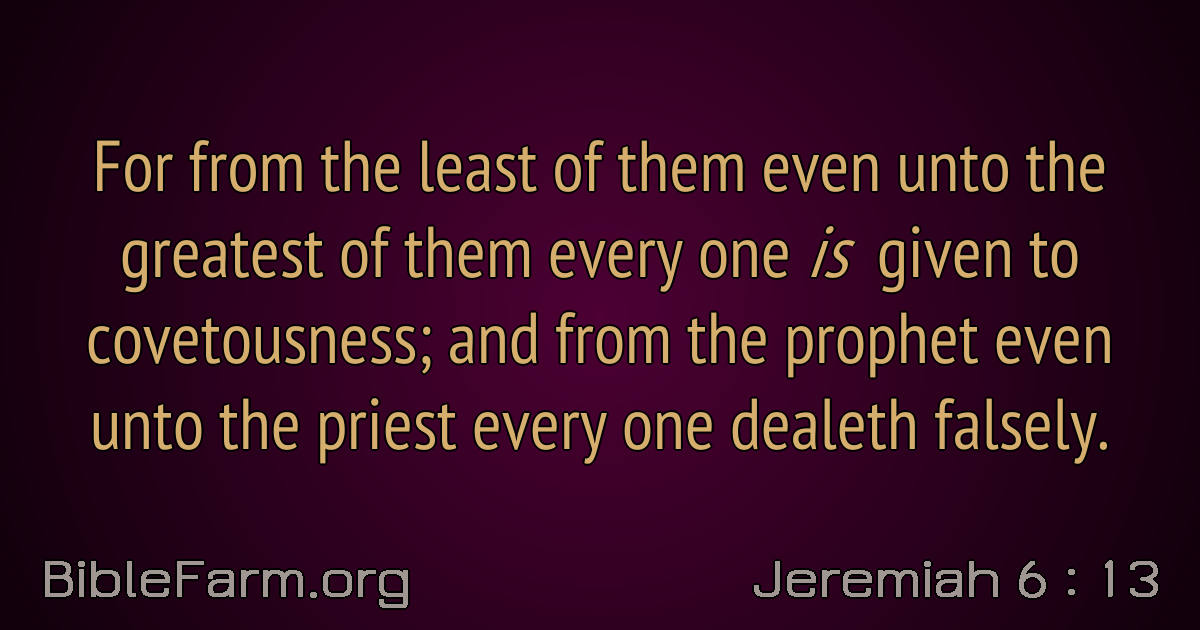 For from the least of them even unto the
greatest of them every one is given to
covetousness; and from the prophet even
unto the priest every one dealeth falsely.
BibleFarm.org
Jeremiah 6 : 13